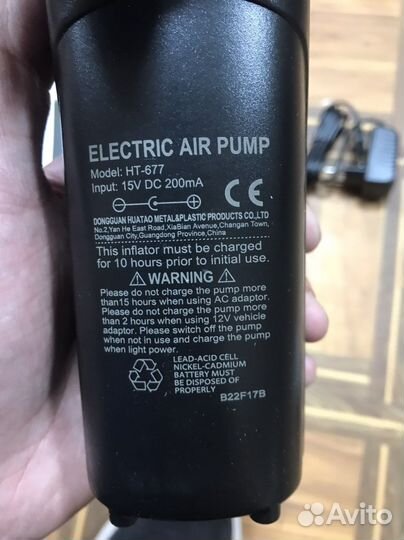 ELECTRIC AIR PUMP
Model: HT-677
Input: 15V DC 200mA
CE
DONGGUAN HUATAO METAL&PLASTIC PRODUCTS CO.,LTD
No.2,Yan He East Road,XiaBian Avenue,Changan Town,
Dongguan City,Guangdong Province,China
This inflator must be charged
for 10 hours prior to initial use.
WARNING
Please do not charge the pump more
than15 hours when using AC adaptor.
Please do not charge the pump more
than 2 hours when using 12V vehicle
adaptor. Please switch off the pump
when not in use and charge the pump
when light power.
LEAD-ACID CELL
NICKEL-CADMIUM
BATTERY MUST
BE DISPOSED OF
PROPERLY
B22F17B
Avito